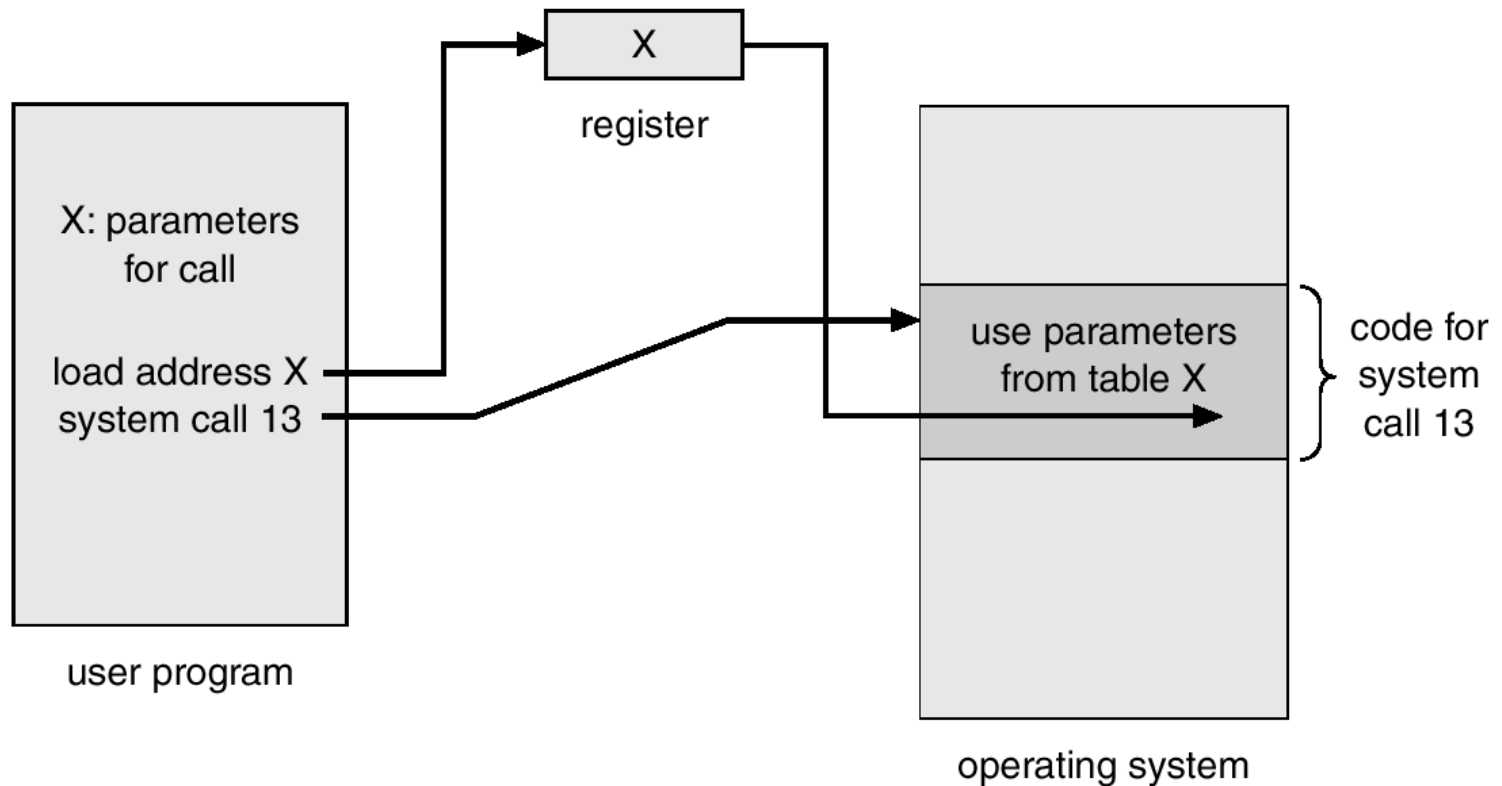 X
register
X: parameters
for call
load address X
system call 13
user program
use parameters
from table X
code for
system
call 13
operating system